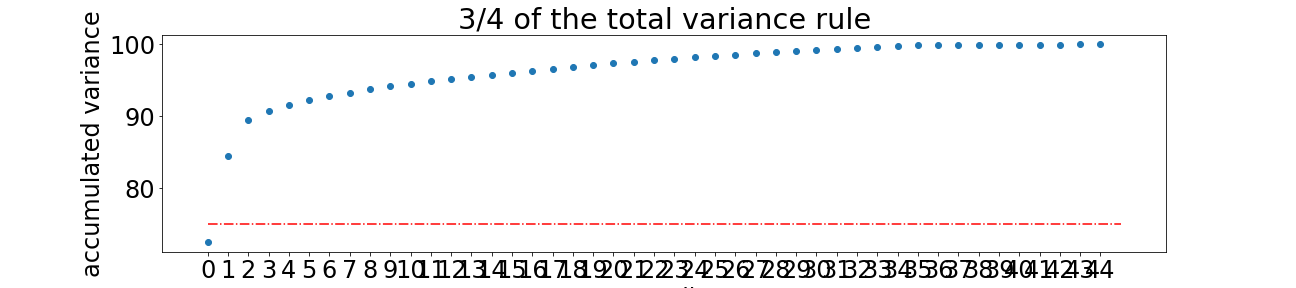 3/4 of the total variance rule
accumulated variance
100
90
80
0 1 2 3 4 5 6 7 8 9 10 11 12 13 14 15 16 17 18 19 20 21 22 23 24 25 26 27 28 29 30 31 32 33 34 35 36 37 38 39 40 41 42 43 44